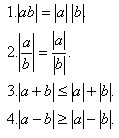 1.|ab| = |a| |b|.
2.|a/b| = |a|/|b|.
3.|a + b| ≤ |a| + |b|.
4.|a − b| ≥ |a| − |b|.